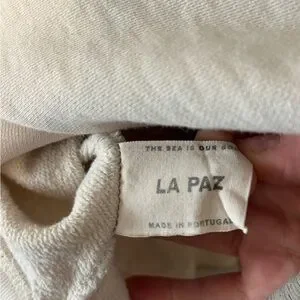 THE SEA IS OUR
LA PAZ
MADE IN PORTUGAL